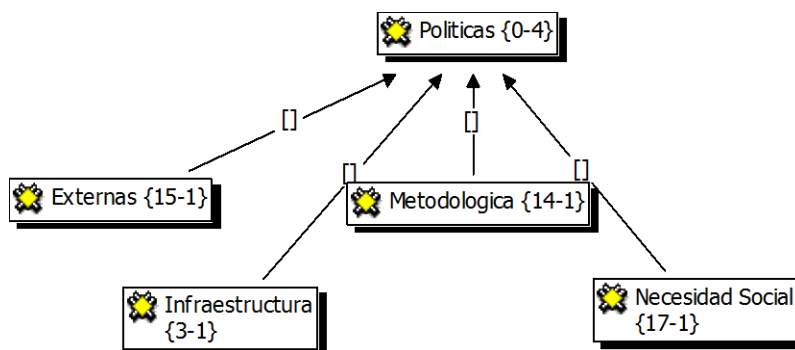 Politicas {0-4}
[]
[]
[]
[]
Externas {15-1}
Metodologica {14-1}
Infraestructura
{3-1}
Necesidad Social
{17-1}